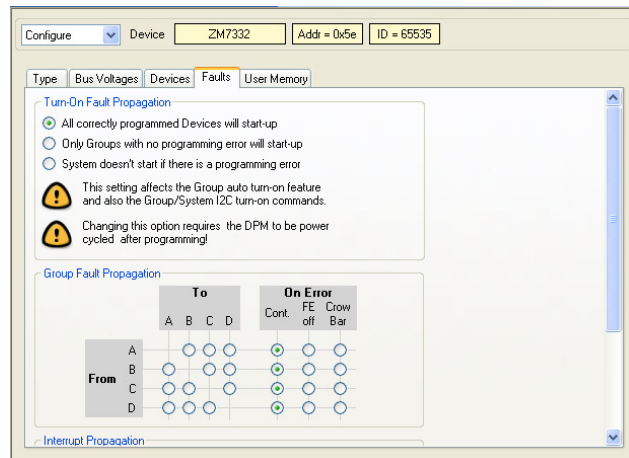 Configure Device ZM7332 Addr = 0x5e ID = 65535
Type Bus Voltages Devices Faults User Memory
Turn-On Fault Propagation
All correctly programmed Devices will start-up
Only Groups with no programming error will start-up
System doesn't start if there is a programming error
This setting affects the Group auto turn-on feature
and also the Group/System I2C turn-on commands.
Changing this option requires the DPM to be power
cycled after programming!
Group Fault Propagation
To On Error
A B C D Cont. FE off Crow Bar
From
A
B
C
D
Interrupt Propagation